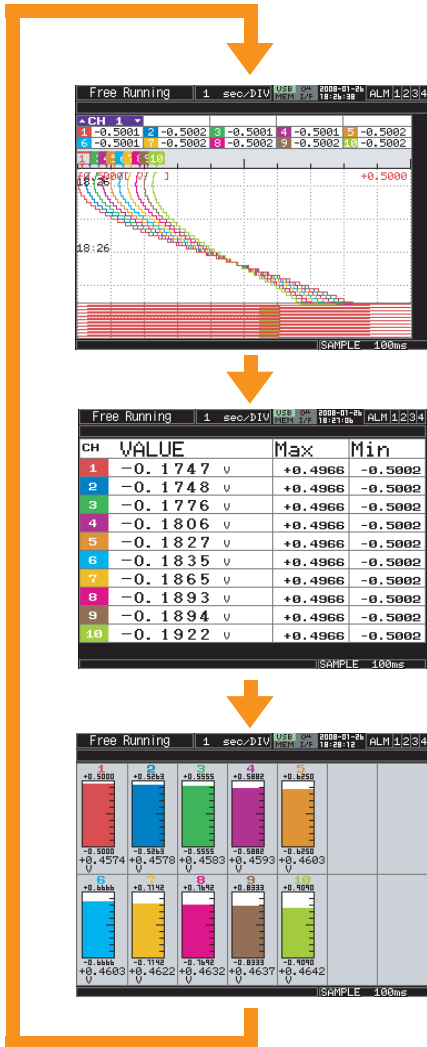 Free Running 1 sec/DIV USB MEM I/F 2008-01-26 18:26:38 ALM 1 2 3 4
CH 1
1 -0.5001 2 -0.5002 3 -0.5001 4 -0.5001 5 -0.5002
6 -0.5001 7 -0.5002 8 -0.5002 9 -0.5002 10 -0.5002
1 3 4 5 6 7 8 9 10
[-0.5000[ V ] +0.5000
18:26
18:26
SAMPLE 100ms
Free Running 1 sec/DIV USB MEM I/F 2008-01-26 18:27:06 ALM 1 2 3 4
CH VALUE Max Min
1 -0.1747 V +0.4966 -0.5002
2 -0.1748 V +0.4966 -0.5002
3 -0.1776 V +0.4966 -0.5002
4 -0.1806 V +0.4966 -0.5002
5 -0.1827 V +0.4966 -0.5002
6 -0.1835 V +0.4966 -0.5002
7 -0.1865 V +0.4966 -0.5002
8 -0.1893 V +0.4966 -0.5002
9 -0.1894 V +0.4966 -0.5002
10 -0.1922 V +0.4966 -0.5002
SAMPLE 100ms
Free Running 1 sec/DIV USB MEM I/F 2008-01-26 18:28:12 ALM 1 2 3 4
1 2 3 4 5
+0.5000 +0.5263 +0.5555 +0.5882 +0.6250
-0.5000 -0.5263 -0.5555 -0.5882 -0.6250
+0.4574 +0.4578 +0.4583 +0.4593 +0.4603
V V V V V
6 7 8 9 10
+0.6666 +0.7142 +0.7692 +0.8333 +0.9090
-0.6666 -0.7142 -0.7692 -0.8333 -0.9090
+0.4603 +0.4622 +0.4632 +0.4637 +0.4642
V V V V V
SAMPLE 100ms